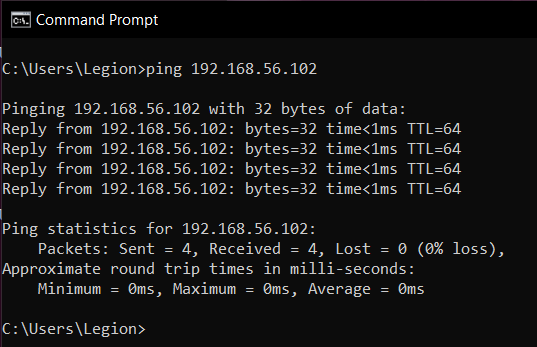 Command Prompt
C:\Users\Legion>ping 192.168.56.102
Pinging 192.168.56.102 with 32 bytes of data:
Reply from 192.168.56.102: bytes=32 time<1ms TTL=64
Reply from 192.168.56.102: bytes=32 time<1ms TTL=64
Reply from 192.168.56.102: bytes=32 time<1ms TTL=64
Reply from 192.168.56.102: bytes=32 time<1ms TTL=64
Ping statistics for 192.168.56.102:
    Packets: Sent = 4, Received = 4, Lost = 0 (0% loss),
Approximate round trip times in milli-seconds:
    Minimum = 0ms, Maximum = 0ms, Average = 0ms
C:\Users\Legion>